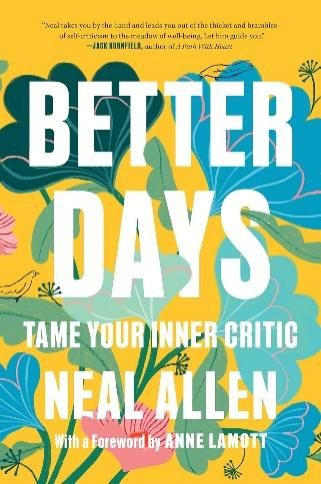 "Neal takes you by the hand and leads you out of the thicket and brambles
of self-criticism to the meadow of well-being. Let him guide you"
—JACK KORNFIELD, author of A Path With Heart
BETTER
DAYS
TAME YOUR INNER CRITIC
NEAL ALLEN
With a Foreword by ANNE LAMOTT